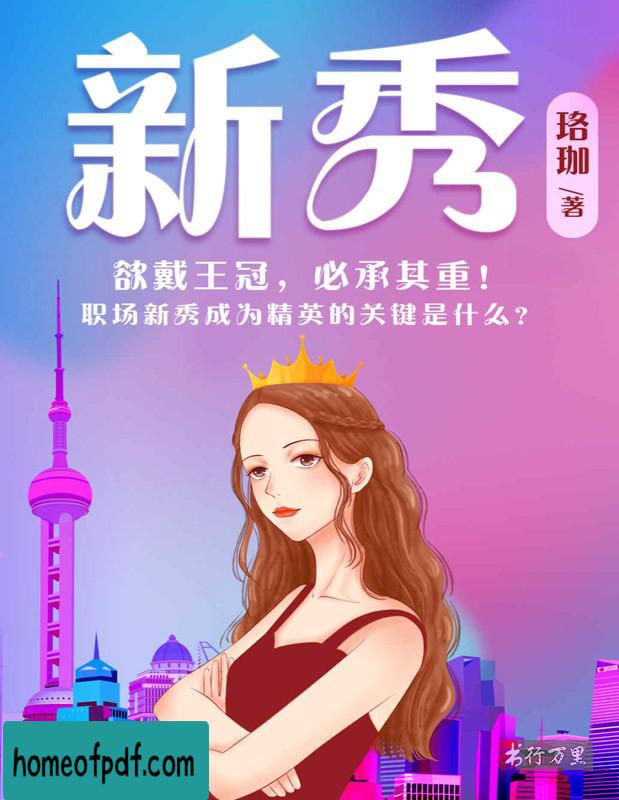 新秀
珞珈/著
欲戴王冠，必承其重!
职场新秀成为精英的关键是什么?
书行万里
homeofpdf.com